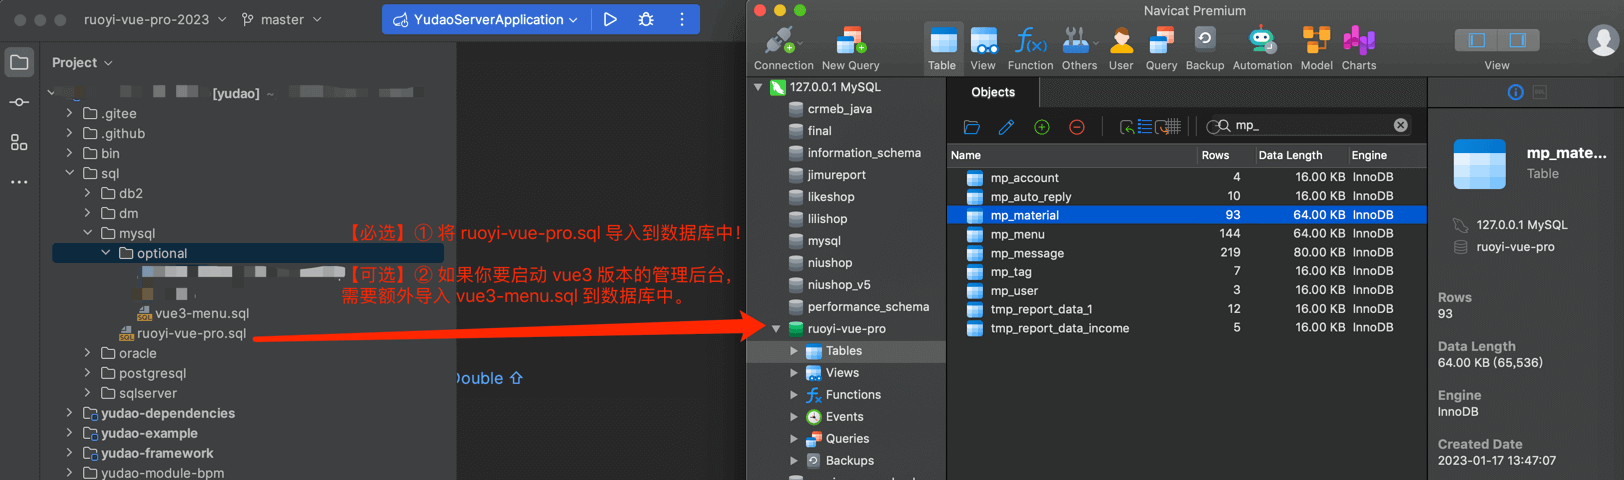 ruoyi-vue-pro-2023
master
YudaoServerApplication
Project
[yudao] ~
.gitee
.github
bin
sql
db2
dm
mysql
optional
vue3-menu.sql
ruoyi-vue-pro.sql
oracle
postgresql
sqlserver
yudao-dependencies
yudao-example
yudao-framework
yudao-module-bpm
【必选】① 将 ruoyi-vue-pro.sql 导入到数据库中！
【可选】② 如果你要启动 vue3 版本的管理后台，
需要额外导入 vue3-menu.sql 到数据库中。
Double ⇧
Navicat Premium
Connection
New Query
Table
View
Function
Others
User
Query
Backup
Automation
Model
Charts
View
127.0.0.1 MySQL
crmeb_java
final
information_schema
jimureport
likeshop
lilishop
mysql
niushop
niushop_v5
performance_schema
ruoyi-vue-pro
Tables
Views
Functions
Events
Queries
Backups
Objects
mp_
Name Rows Data Length Engine
mp_account 4 16.00 KB InnoDB
mp_auto_reply 10 16.00 KB InnoDB
mp_material 93 64.00 KB InnoDB
mp_menu 144 64.00 KB InnoDB
mp_message 219 80.00 KB InnoDB
mp_tag 7 16.00 KB InnoDB
mp_user 3 16.00 KB InnoDB
tmp_report_data_1 12 16.00 KB InnoDB
tmp_report_data_income 5 16.00 KB InnoDB
mp_mate...
Table
127.0.0.1 MySQL
ruoyi-vue-pro
Rows
93
Data Length
64.00 KB (65,536)
Engine
InnoDB
Created Date
2023-01-17 13:47:07